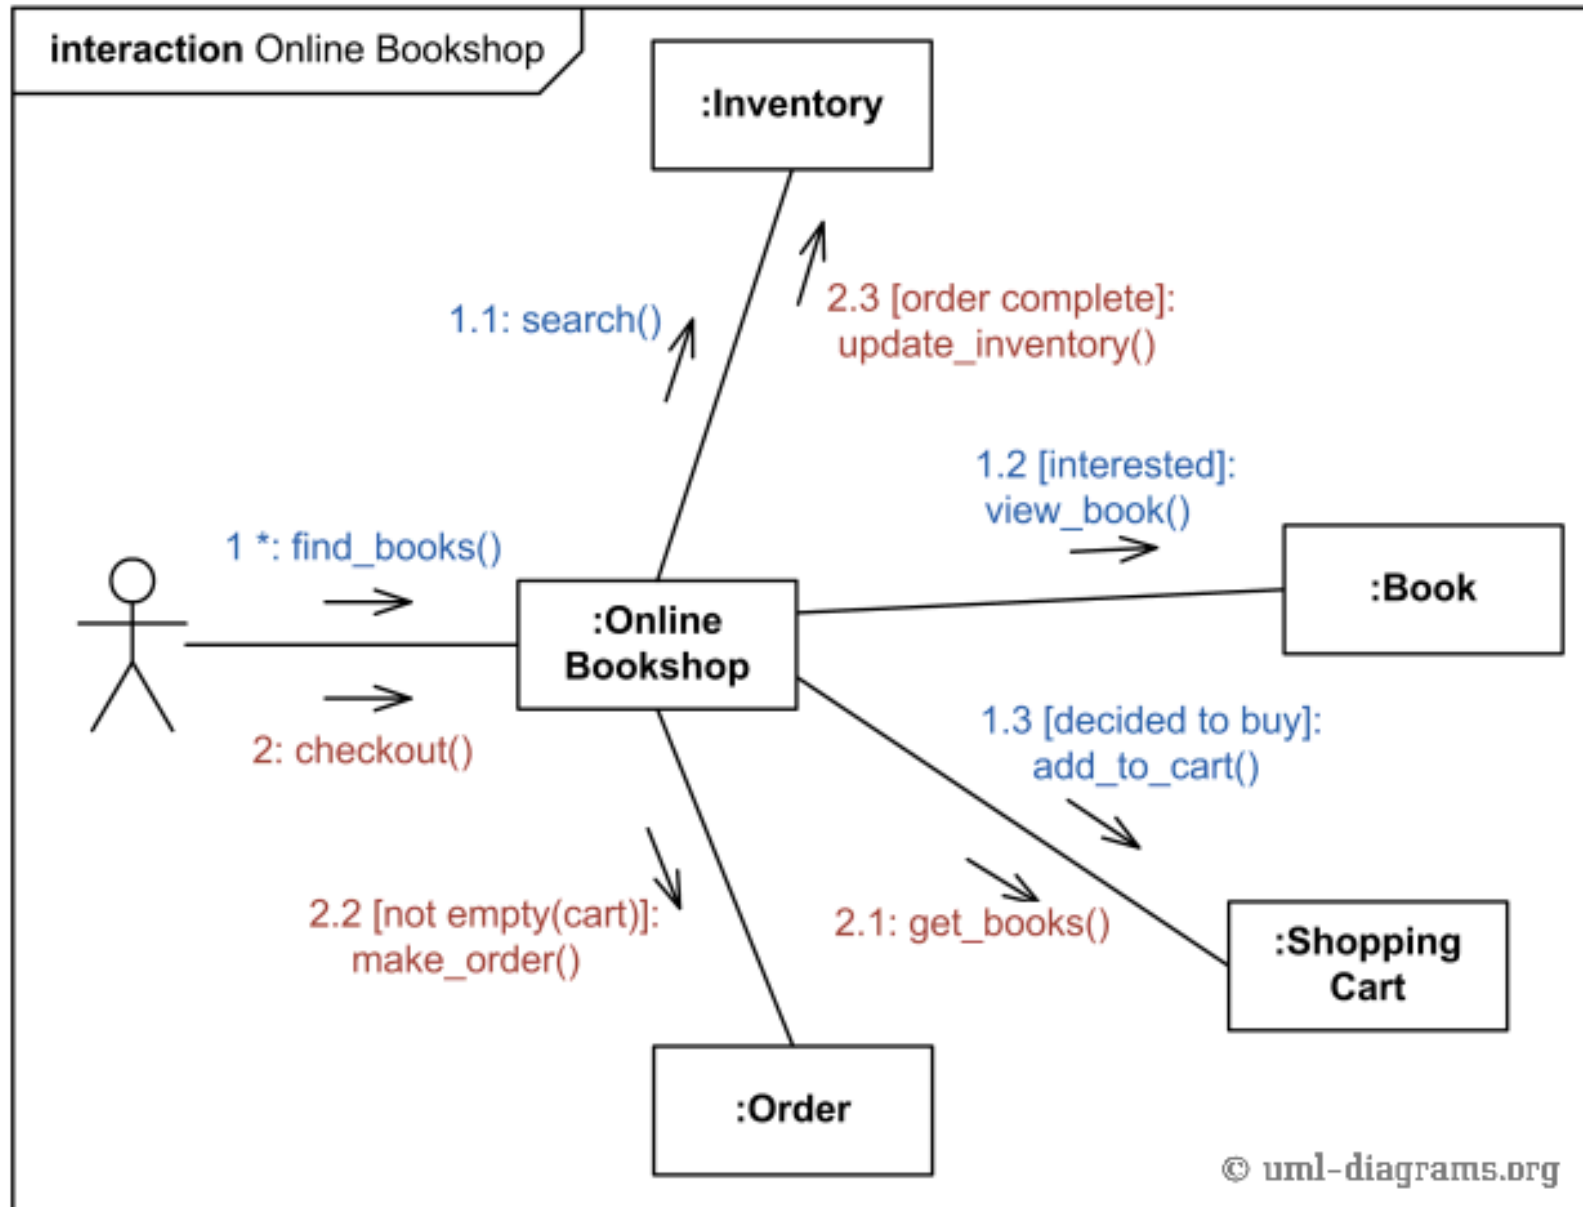 interaction Online Bookshop
:Inventory
1.1: search()
2.3 [order complete]:
update_inventory()
1.2 [interested]:
view_book()
1 *: find_books()
:Book
:Online
Bookshop
2: checkout()
1.3 [decided to buy]:
add_to_cart()
2.2 [not empty(cart)]:
make_order()
2.1: get_books()
:Shopping
Cart
:Order
© uml-diagrams.org